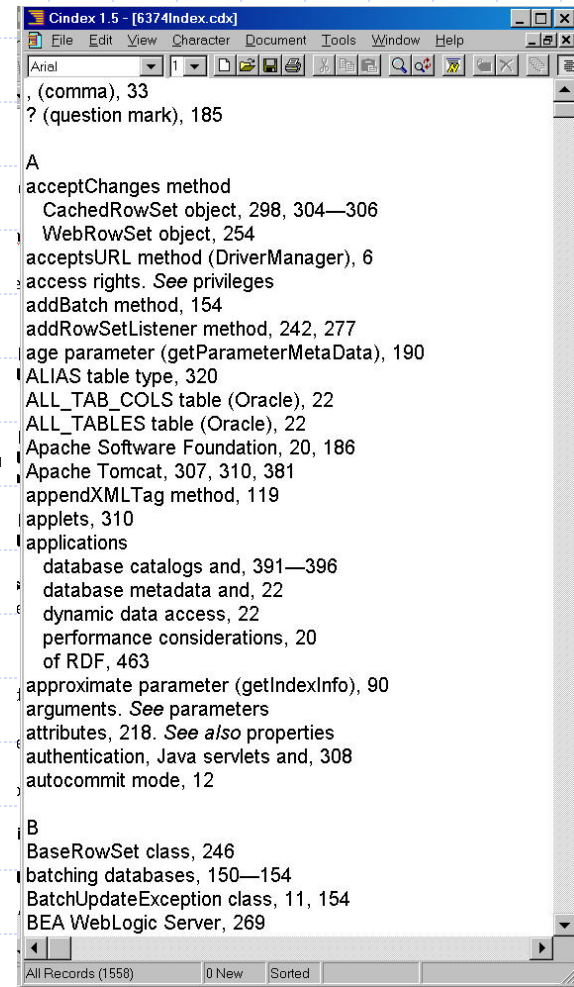 Cindex 1.5 - [6374Index.cdx]
File Edit View Character Document Tools Window Help
Arial 1
, (comma), 33
? (question mark), 185
A
acceptChanges method
CachedRowSet object, 298, 304—306
WebRowSet object, 254
acceptsURL method (DriverManager), 6
access rights. See privileges
addBatch method, 154
addRowSetListener method, 242, 277
age parameter (getParameterMetaData), 190
ALIAS table type, 320
ALL_TAB_COLS table (Oracle), 22
ALL_TABLES table (Oracle), 22
Apache Software Foundation, 20, 186
Apache Tomcat, 307, 310, 381
appendXMLTag method, 119
applets, 310
applications
database catalogs and, 391—396
database metadata and, 22
dynamic data access, 22
performance considerations, 20
of RDF, 463
approximate parameter (getIndexInfo), 90
arguments. See parameters
attributes, 218. See also properties
authentication, Java servlets and, 308
autocommit mode, 12
B
BaseRowSet class, 246
batching databases, 150—154
BatchUpdateException class, 11, 154
BEA WebLogic Server, 269
All Records (1558) 0 New Sorted